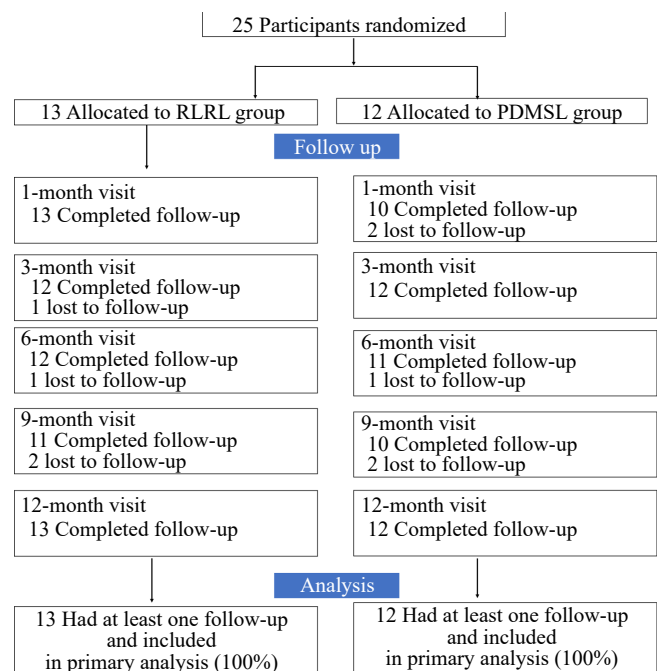 25 Participants randomized
13 Allocated to RLRL group
12 Allocated to PDMSL group
Follow up
1-month visit
13 Completed follow-up
1-month visit
10 Completed follow-up
2 lost to follow-up
3-month visit
12 Completed follow-up
1 lost to follow-up
3-month visit
12 Completed follow-up
6-month visit
12 Completed follow-up
1 lost to follow-up
6-month visit
11 Completed follow-up
1 lost to follow-up
9-month visit
11 Completed follow-up
2 lost to follow-up
9-month visit
10 Completed follow-up
2 lost to follow-up
12-month visit
13 Completed follow-up
12-month visit
12 Completed follow-up
Analysis
13 Had at least one follow-up
and included
in primary analysis (100%)
12 Had at least one follow-up
and included
in primary analysis (100%)